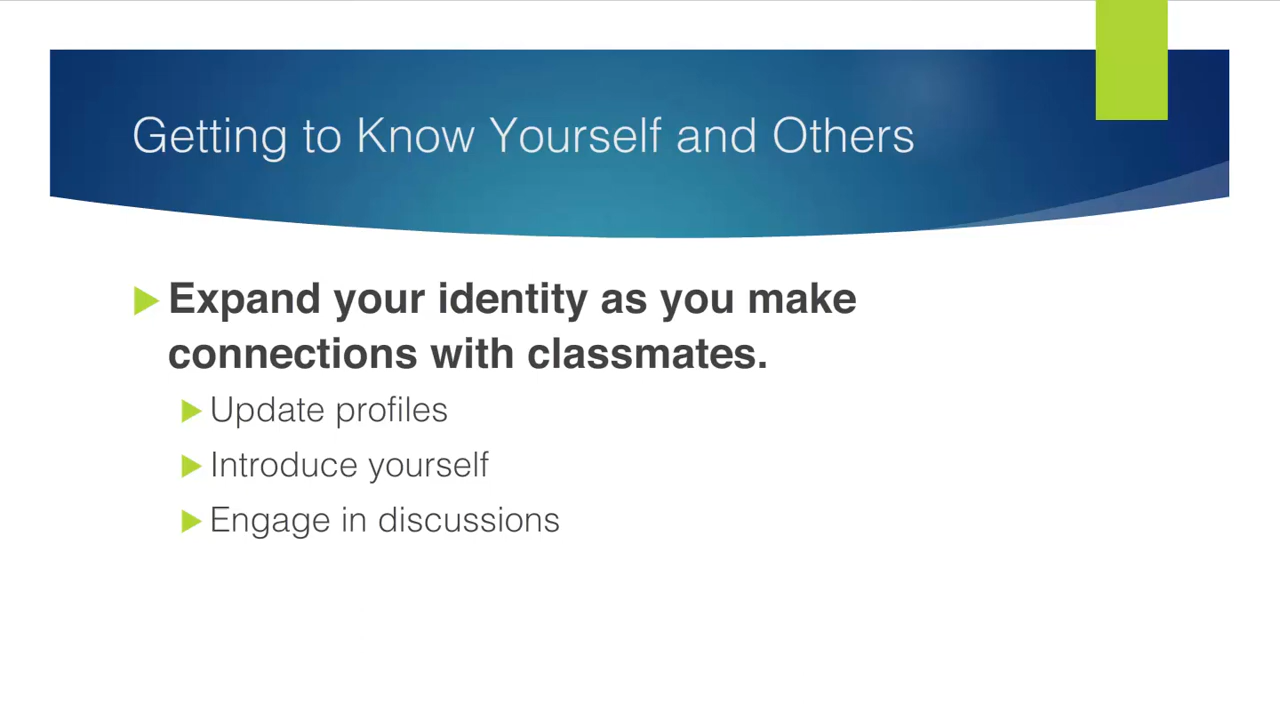 Getting to Know Yourself and Others
Expand your identity as you make
connections with classmates.
Update profiles
Introduce yourself
Engage in discussions